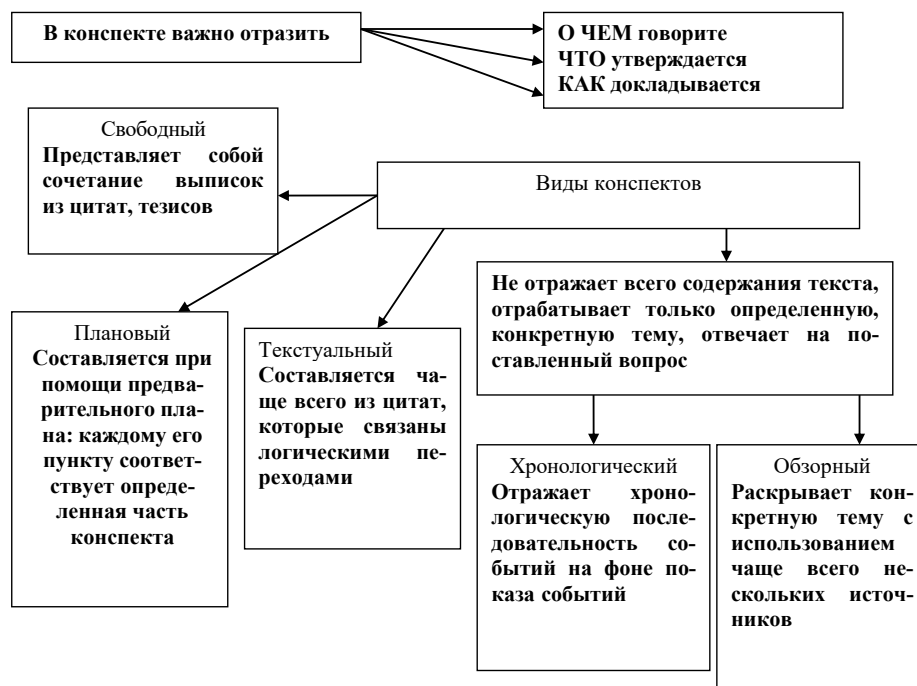 В конспекте важно отразить
О ЧЕМ говорите
ЧТО утверждается
КАК докладывается
Свободный
Представляет собой
сочетание выписок
из цитат, тезисов
Виды конспектов
Не отражает всего содержания текста,
отрабатывает только определенную,
конкретную тему, отвечает на по-
ставленный вопрос
Плановый
Составляется при
помощи предва-
рительного пла-
на: каждому его
пункту соответ-
ствует опреде-
ленная часть
конспекта
Текстуальный
Составляется ча-
ще всего из цитат,
которые связаны
логическими пе-
реходами
Хронологический
Отражает хроно-
логическую после-
довательность со-
бытий на фоне по-
каза событий
Обзорный
Раскрывает кон-
кретную тему с
использованием
чаще всего не-
скольких источ-
ников